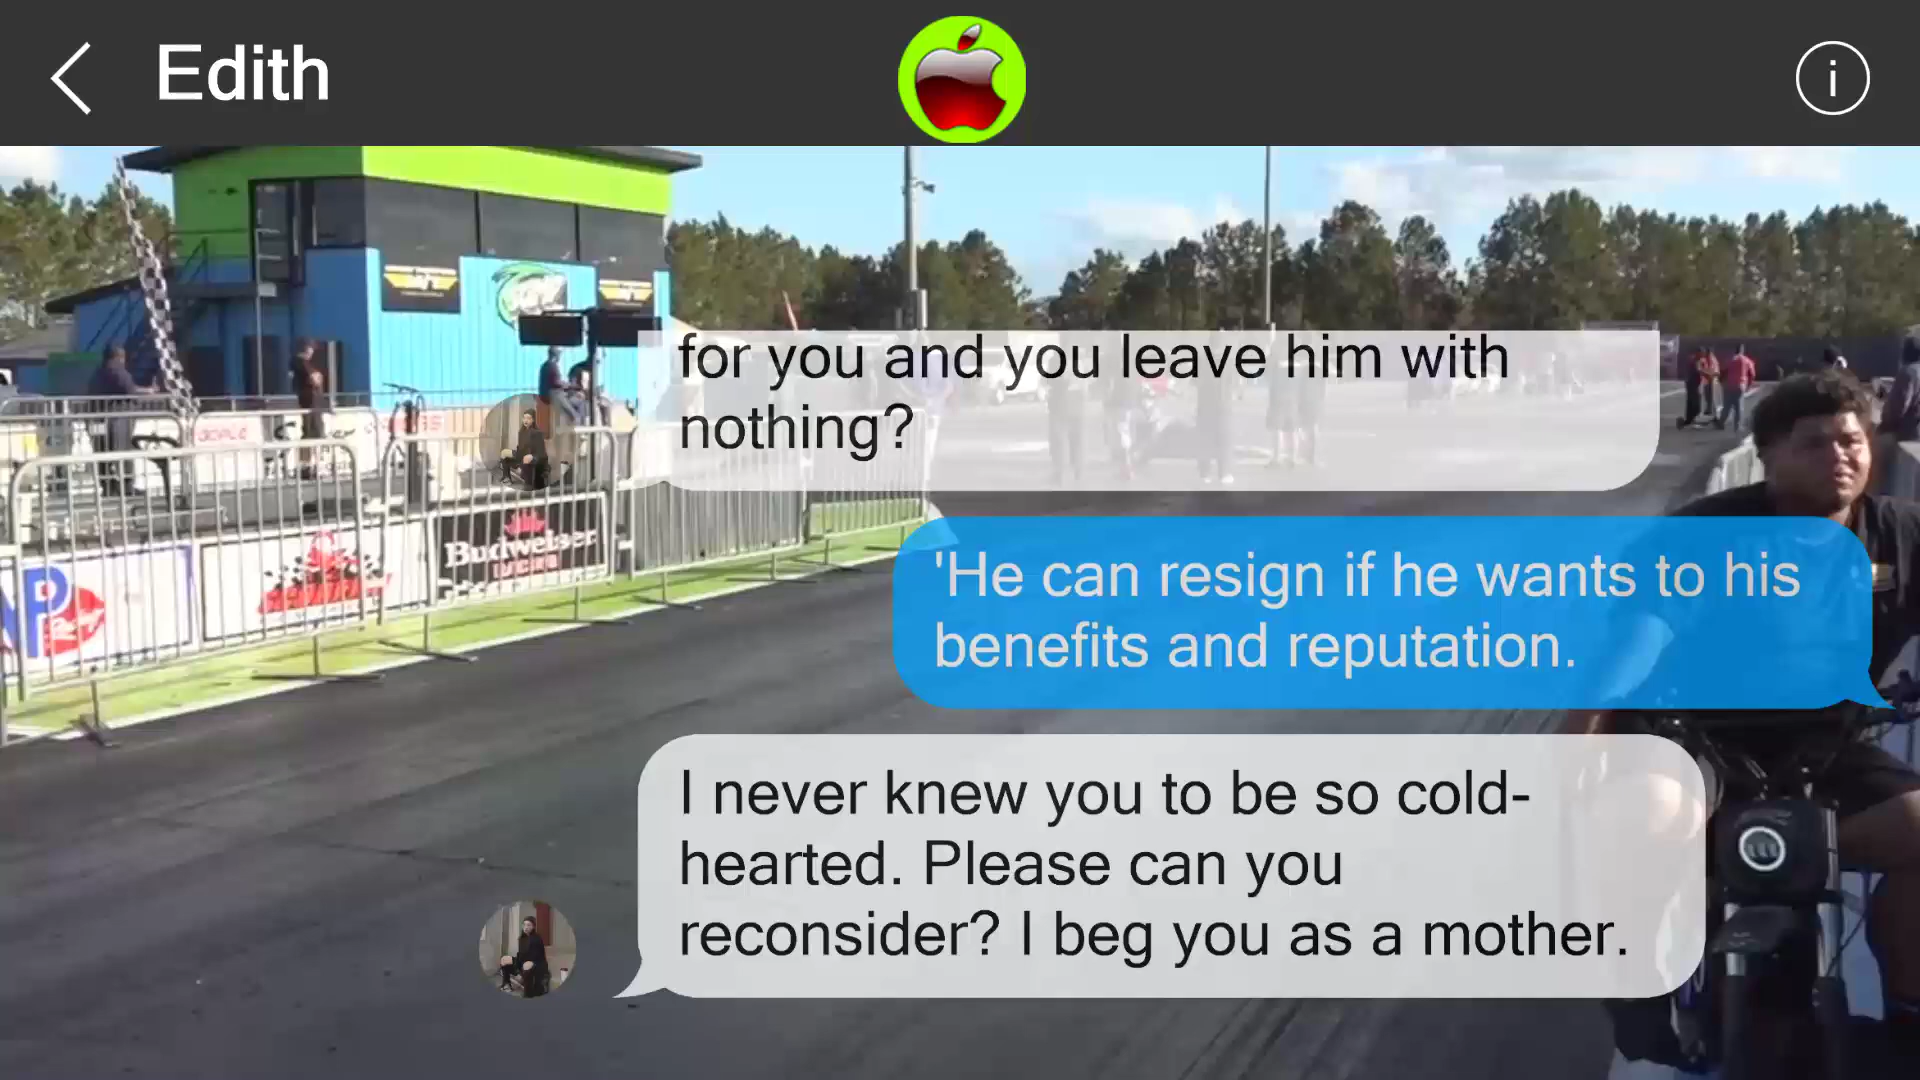 Edith
i
for you and you leave him with
nothing?
'He can resign if he wants to his
benefits and reputation.
I never knew you to be so cold-
hearted. Please can you
reconsider? I beg you as a mother.
Budweiser